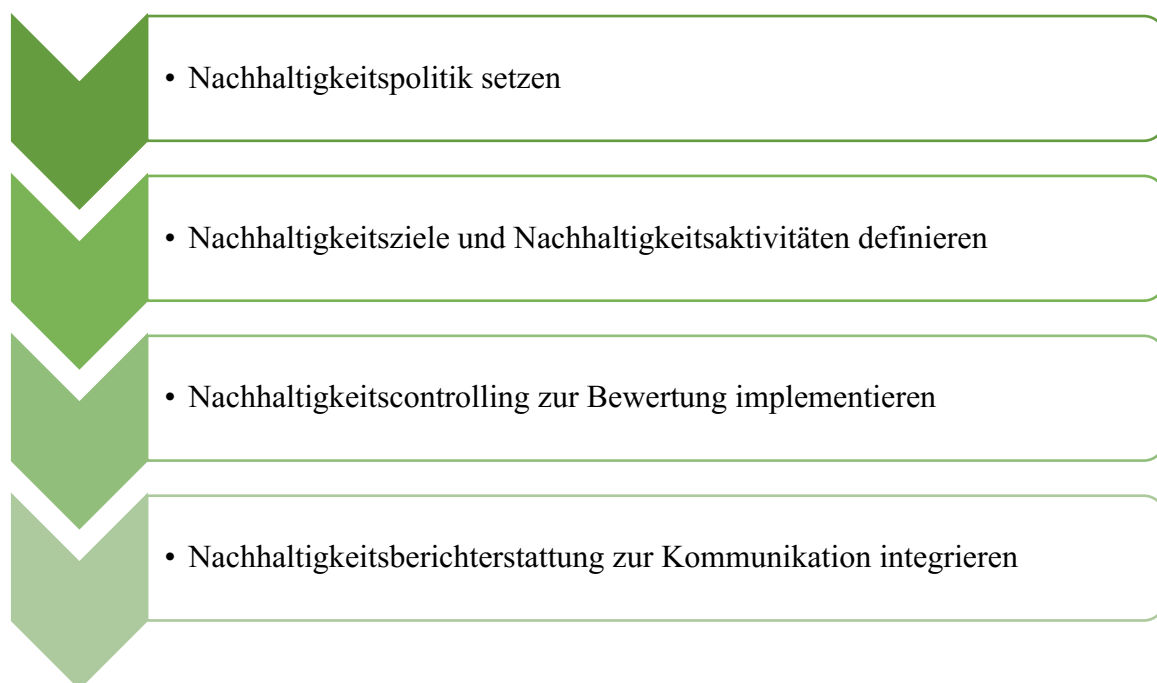 • Nachhaltigkeitspolitik setzen
• Nachhaltigkeitsziele und Nachhaltigkeitsaktivitäten definieren
• Nachhaltigkeitscontrolling zur Bewertung implementieren
• Nachhaltigkeitsberichterstattung zur Kommunikation integrieren